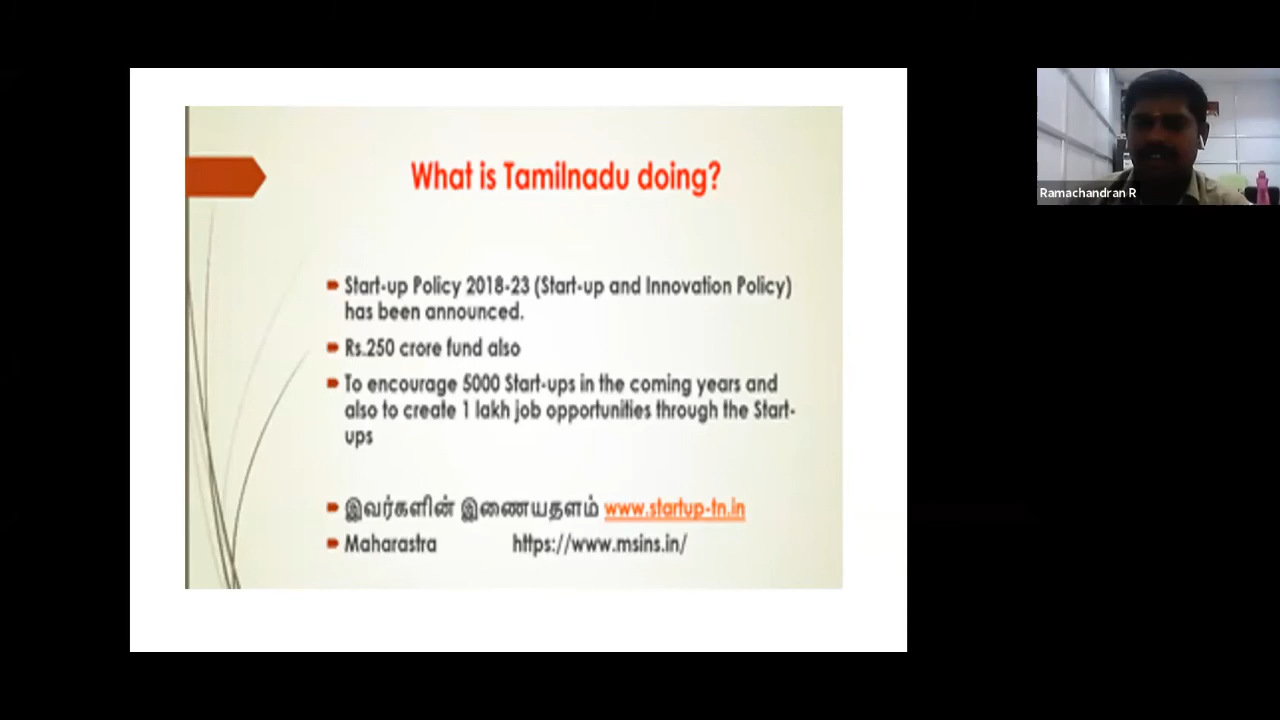 What is Tamilnadu doing?
Start-up Policy 2018-23 (Start-up and Innovation Policy)
has been announced.
Rs.250 crore fund also
To encourage 5000 Start-ups in the coming years and
also to create 1 lakh job opportunities through the Start-
ups
இவர்களின் இணையதளம் www.startup-tn.in
Maharastra https://www.msins.in/
Ramachandran R